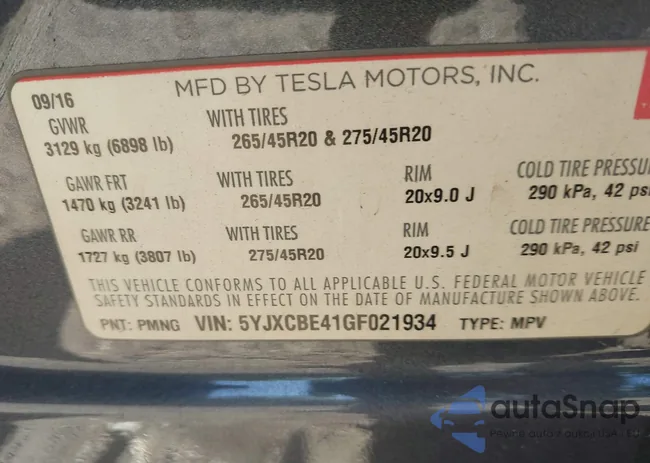 MFD BY TESLA MOTORS, INC.
09/16
GVWR WITH TIRES
3129 kg (6898 lb) 265/45R20 & 275/45R20
GAWR FRT WITH TIRES RIM COLD TIRE PRESSU
1470 kg (3241 lb) 265/45R20 20x9.0 J 290 kPa, 42 psi
GAWR RR WITH TIRES RIM COLD TIRE PRESSURE
1727 kg (3807 lb) 275/45R20 20x9.5 J 290 kPa, 42 psi
THIS VEHICLE CONFORMS TO ALL APPLICABLE U.S. FEDERAL MOTOR VEHICLE
SAFETY STANDARDS IN EFFECT ON THE DATE OF MANUFACTURE SHOWN ABOVE.
PNT: PMNG VIN: 5YJXCBE41GF021934 TYPE: MPV
autoSnap